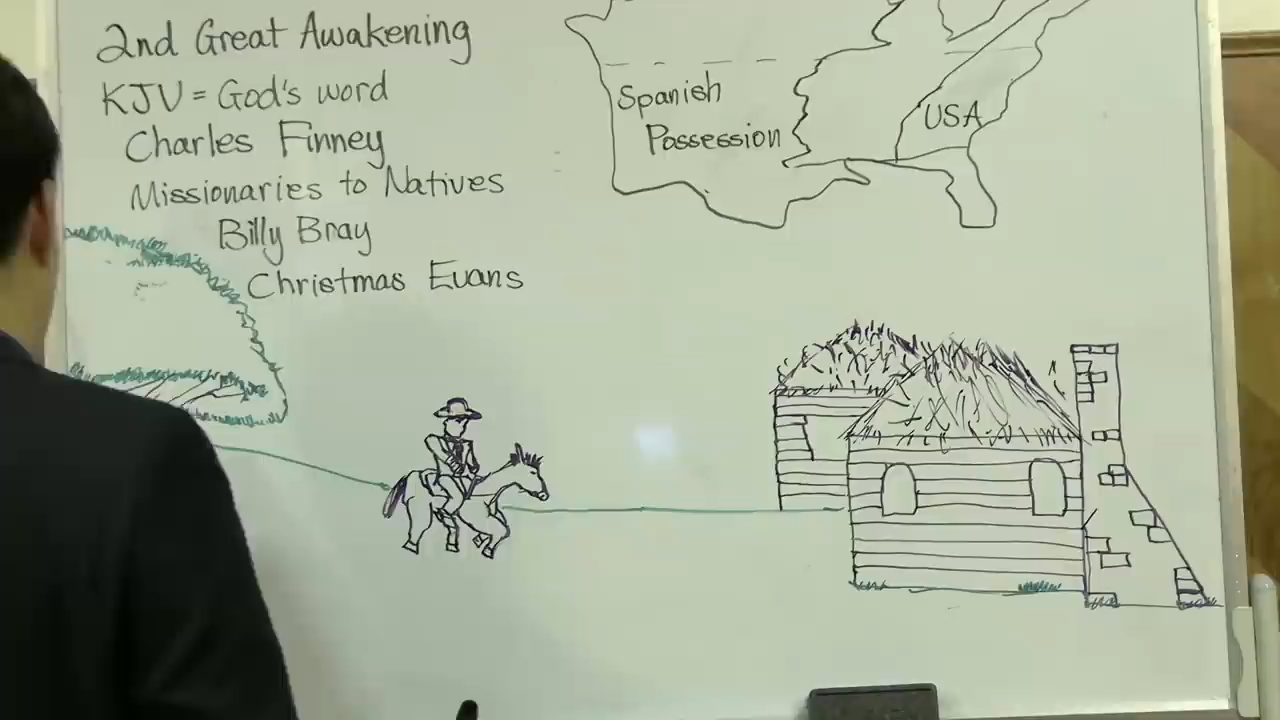 2nd Great Awakening
KJV = God's word
Charles Finney
Missionaries to Natives
Billy Bray
Christmas Evans
Spanish
Possession
USA